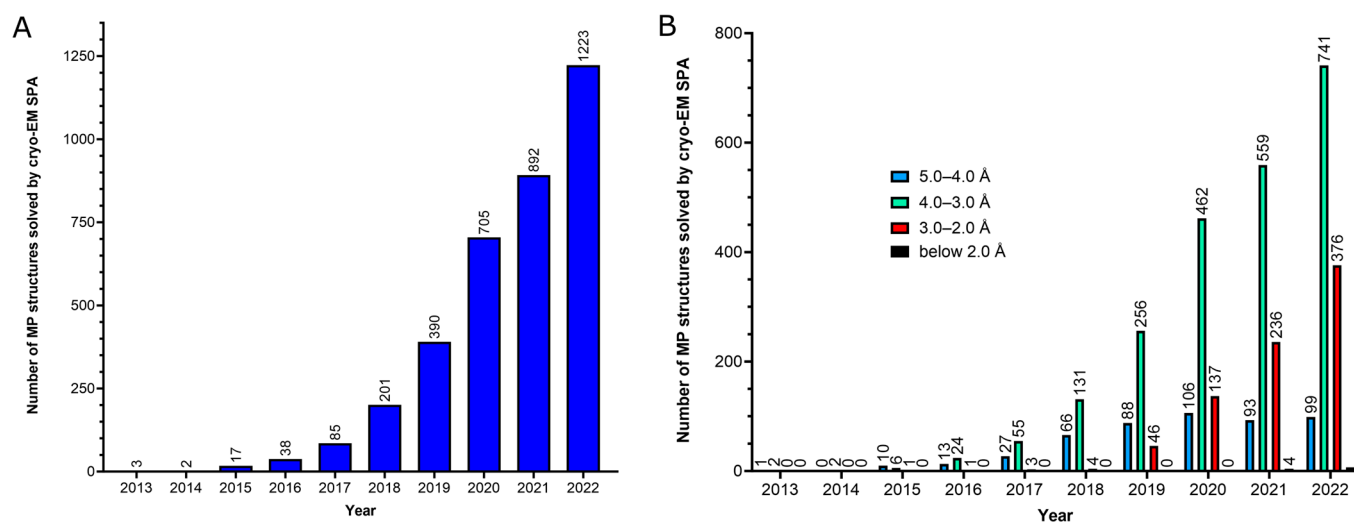 A
Number of MP structures solved by cryo-EM SPA
1250
1000
750
500
250
0
3
2
17
38
85
201
390
705
892
1223
2013 2014 2015 2016 2017 2018 2019 2020 2021 2022
Year
B
Number of MP structures solved by cryo-EM SPA
800
600
400
200
0
5.0–4.0 Å
4.0–3.0 Å
3.0–2.0 Å
below 2.0 Å
1 2 0 0
0 2 0 0
10 6 1 0
13 24 1 0
27 55 3 0
66 131 4 0
88 256 46 0
106 462 137 0
93 559 236 4
99 741 376
2013 2014 2015 2016 2017 2018 2019 2020 2021 2022
Year